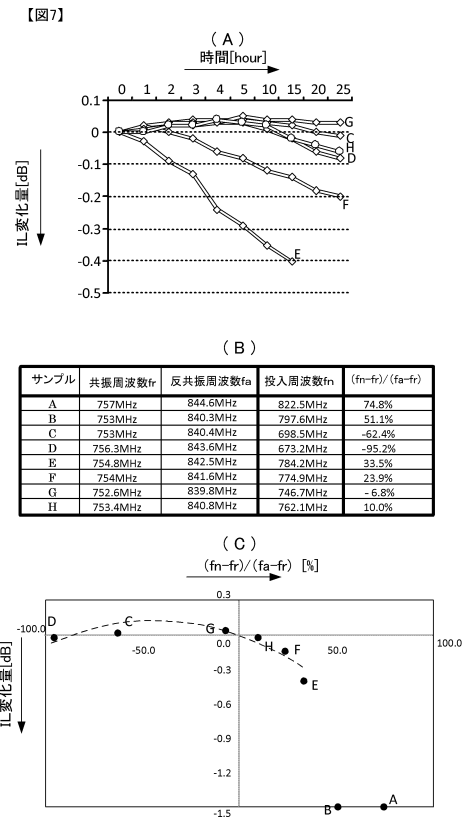 【図7】
(A)
時間[hour]
0 1 2 3 4 5 10 15 20 25
0.1
0
-0.1
-0.2
-0.3
-0.4
-0.5
IL変化量[dB]
G
C
H
D
F
E
(B)
サンプル 共振周波数fr 反共振周波数fa 投入周波数fn (fn-fr)/(fa-fr)
A 757MHz 844.6MHz 822.5MHz 74.8%
B 753MHz 840.3MHz 797.6MHz 51.1%
C 753MHz 840.4MHz 698.5MHz -62.4%
D 756.3MHz 843.6MHz 673.2MHz -95.2%
E 754.8MHz 842.5MHz 784.2MHz 33.5%
F 754MHz 841.6MHz 774.9MHz 23.9%
G 752.6MHz 839.8MHz 746.7MHz -6.8%
H 753.4MHz 840.8MHz 762.1MHz 10.0%
(C)
(fn-fr)/(fa-fr) [%]
0.3
D C G
-100.0 -50.0 0.0 50.0 100.0
H F
E
-0.3
-0.6
-0.9
-1.2
-1.5
B A
IL変化量[dB]